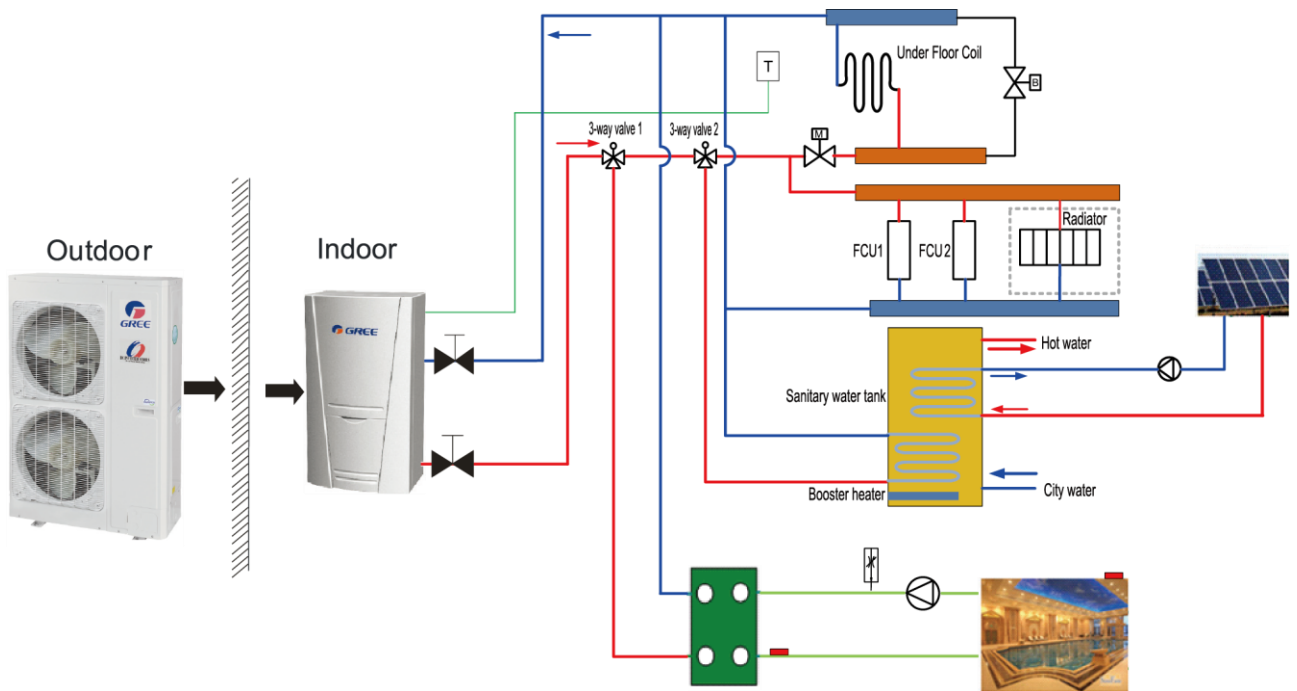 Under Floor Coil
B
T
3-way valve 1
3-way valve 2
M
Outdoor
Indoor
FCU1
FCU2
Radiator
GREE
GREE
Hot water
Sanitary water tank
Booster heater
City water